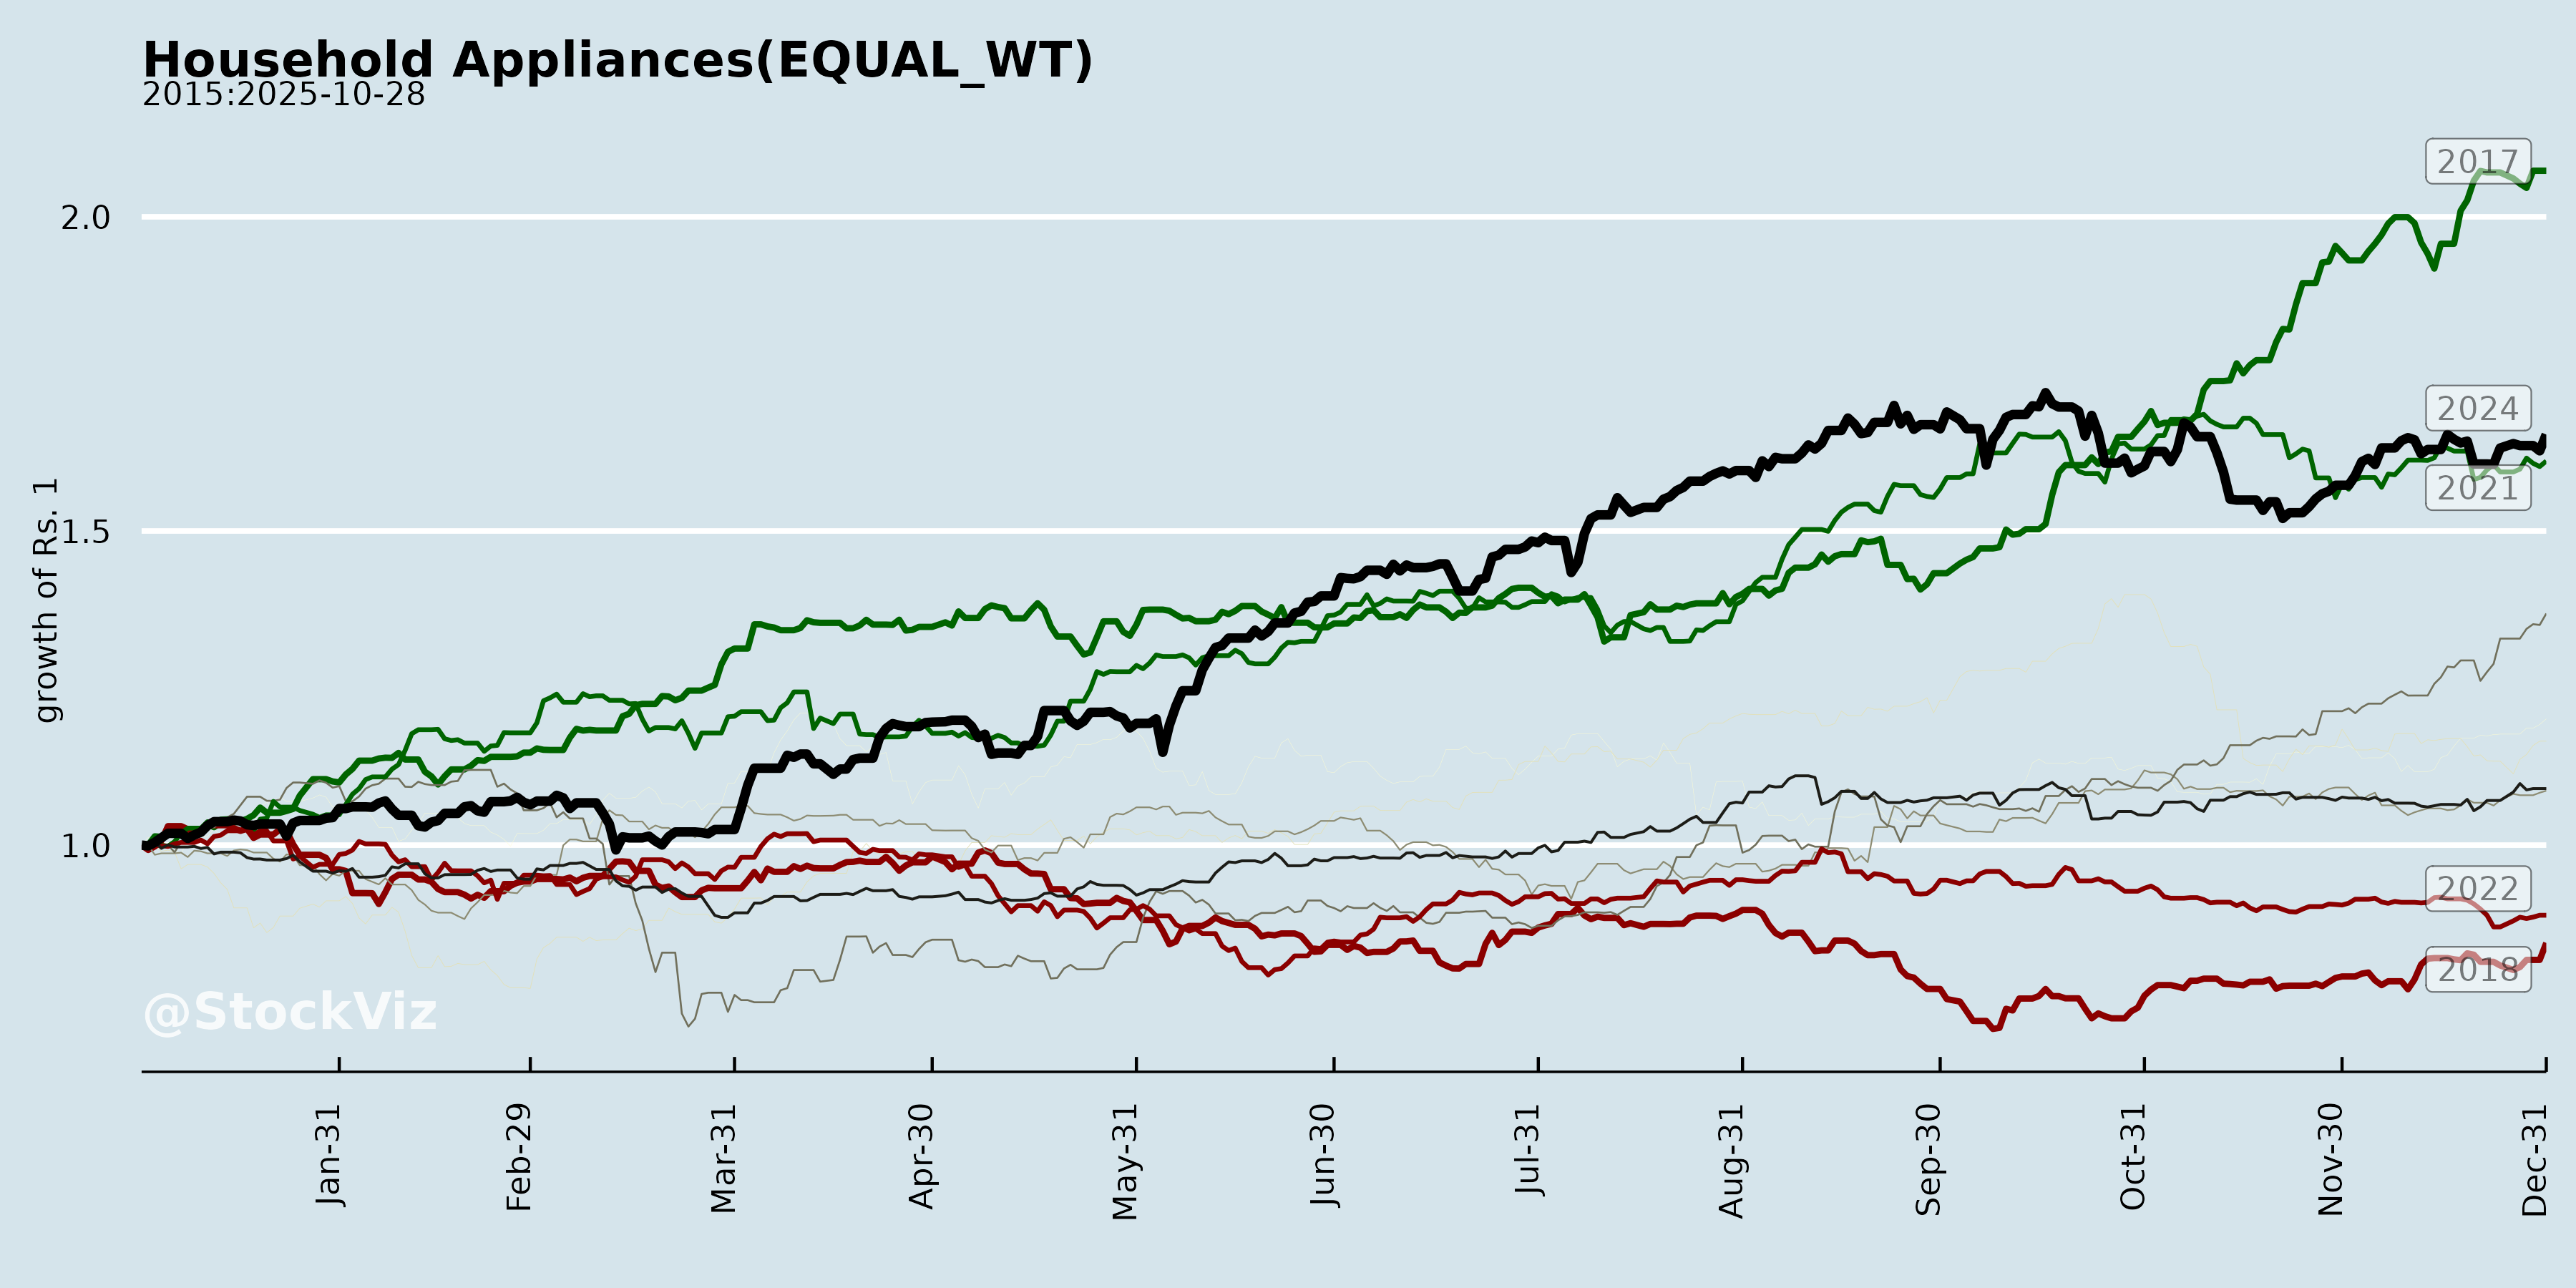 Household Appliances(EQUAL_WT)
2015:2025-10-28
growth of Rs. 1
2.0
1.5
1.0
2017
2024
2021
2022
2018
@StockViz
Jan-31
Feb-29
Mar-31
Apr-30
May-31
Jun-30
Jul-31
Aug-31
Sep-30
Oct-31
Nov-30
Dec-31